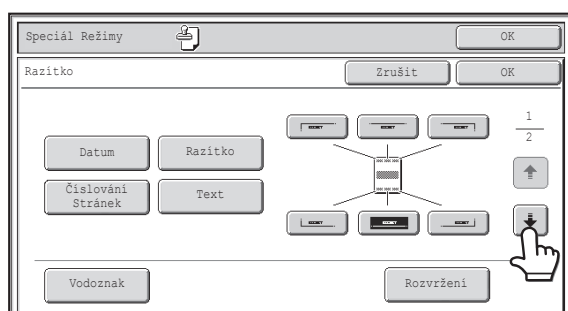 Speciál Režimy
OK
Razítko
Zrušit
OK
1
2
Datum
Razítko
Číslování
Stránek
Text
Vodoznak
Rozvržení